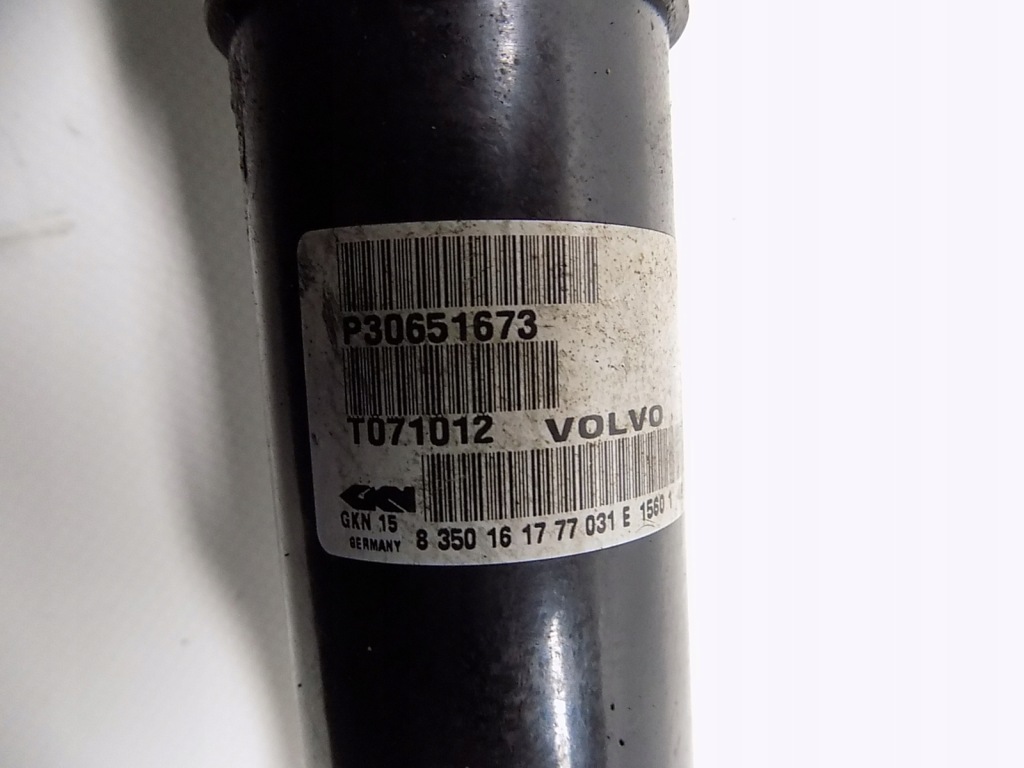 P30651673
T071012 VOLVO
GKN
GKN 15 8 350 16 17 77 031 E 1560 1
GERMANY